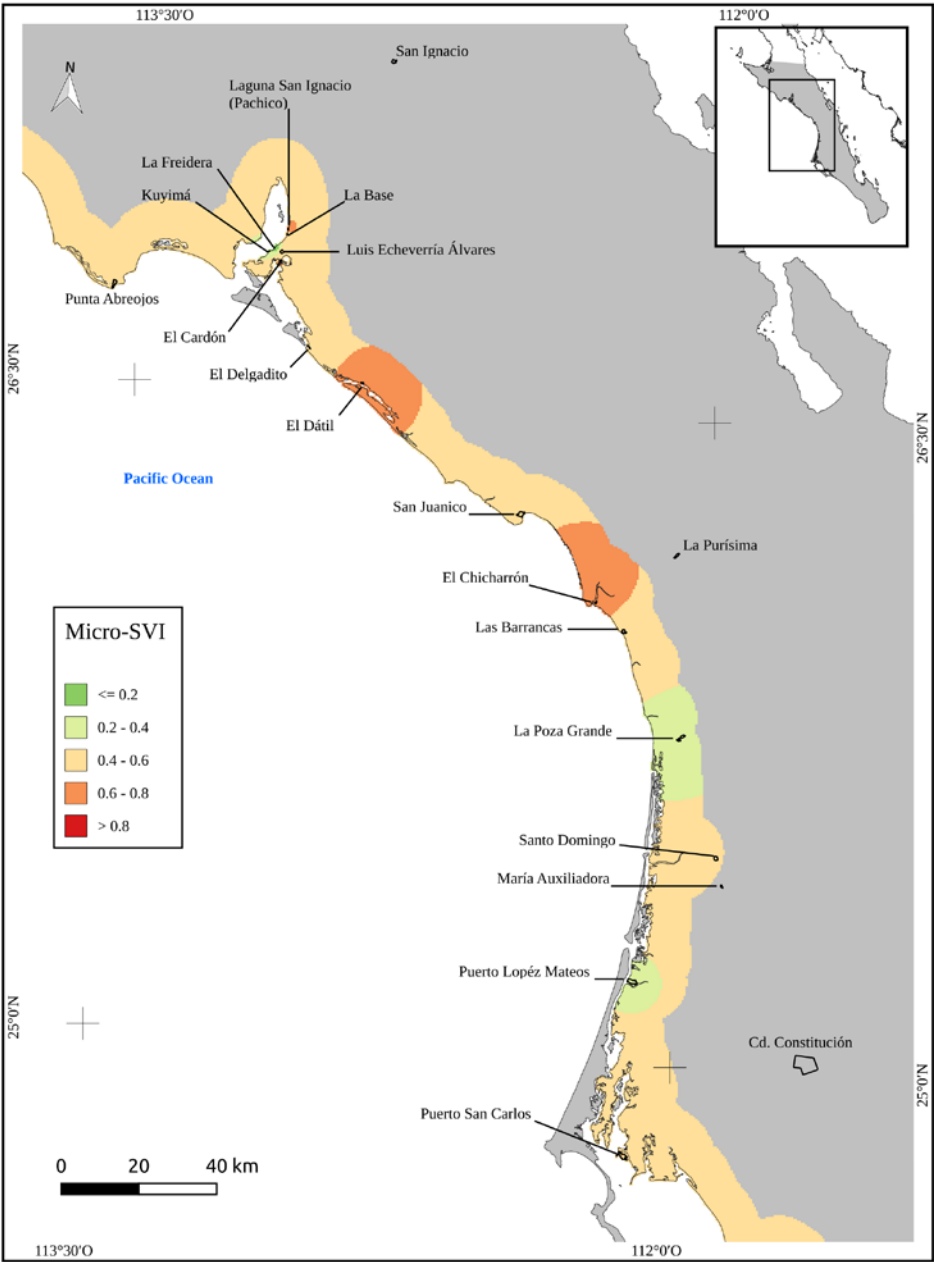 113°30'O
112°0'O
San Ignacio
N
Laguna San Ignacio
(Pachico)
La Freidera
Kuyimá
La Base
Luis Echeverría Álvares
Punta Abreojos
El Cardón
26°30'N
El Delgadito
El Dátil
26°30'N
Pacific Ocean
San Juanico
La Purísima
El Chicharrón
Las Barrancas
Micro-SVI
<= 0.2
0.2 - 0.4
0.4 - 0.6
0.6 - 0.8
> 0.8
La Poza Grande
Santo Domingo
María Auxiliadora
Puerto Lopéz Mateos
25°0'N
Cd. Constitución
25°0'N
Puerto San Carlos
0 20 40 km
113°30'O
112°0'O